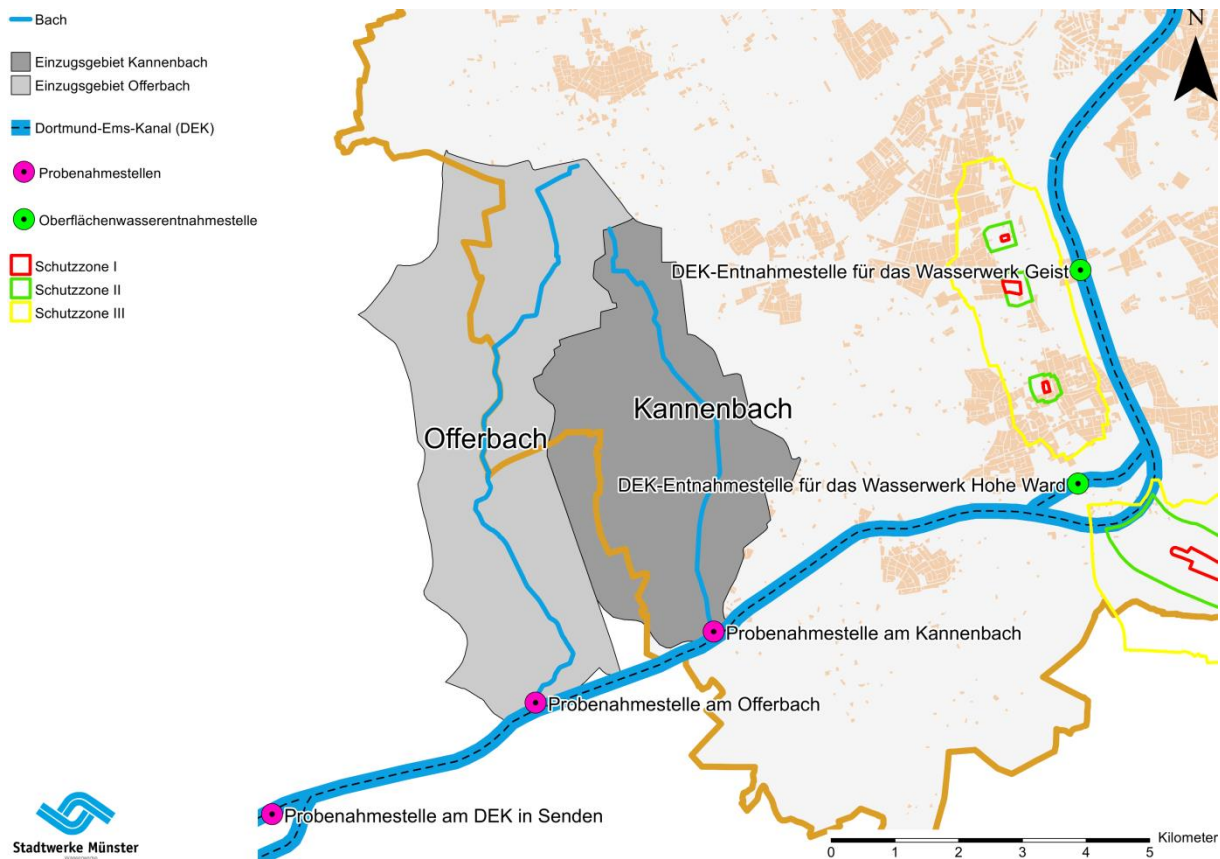 Bach
Einzugsgebiet Kannenbach
Einzugsgebiet Offerbach
Dortmund-Ems-Kanal (DEK)
Probenahmestellen
Oberflächenwasserentnahmestelle
Schutzzone I
Schutzzone II
Schutzzone III
N
DEK-Entnahmestelle für das Wasserwerk Geist
Kannenbach
Offerbach
DEK-Entnahmestelle für das Wasserwerk Hohe Ward
Probenahmestelle am Kannenbach
Probenahmestelle am Offerbach
Probenahmestelle am DEK in Senden
Stadtwerke Münster
Kilometer
0 1 2 3 4 5